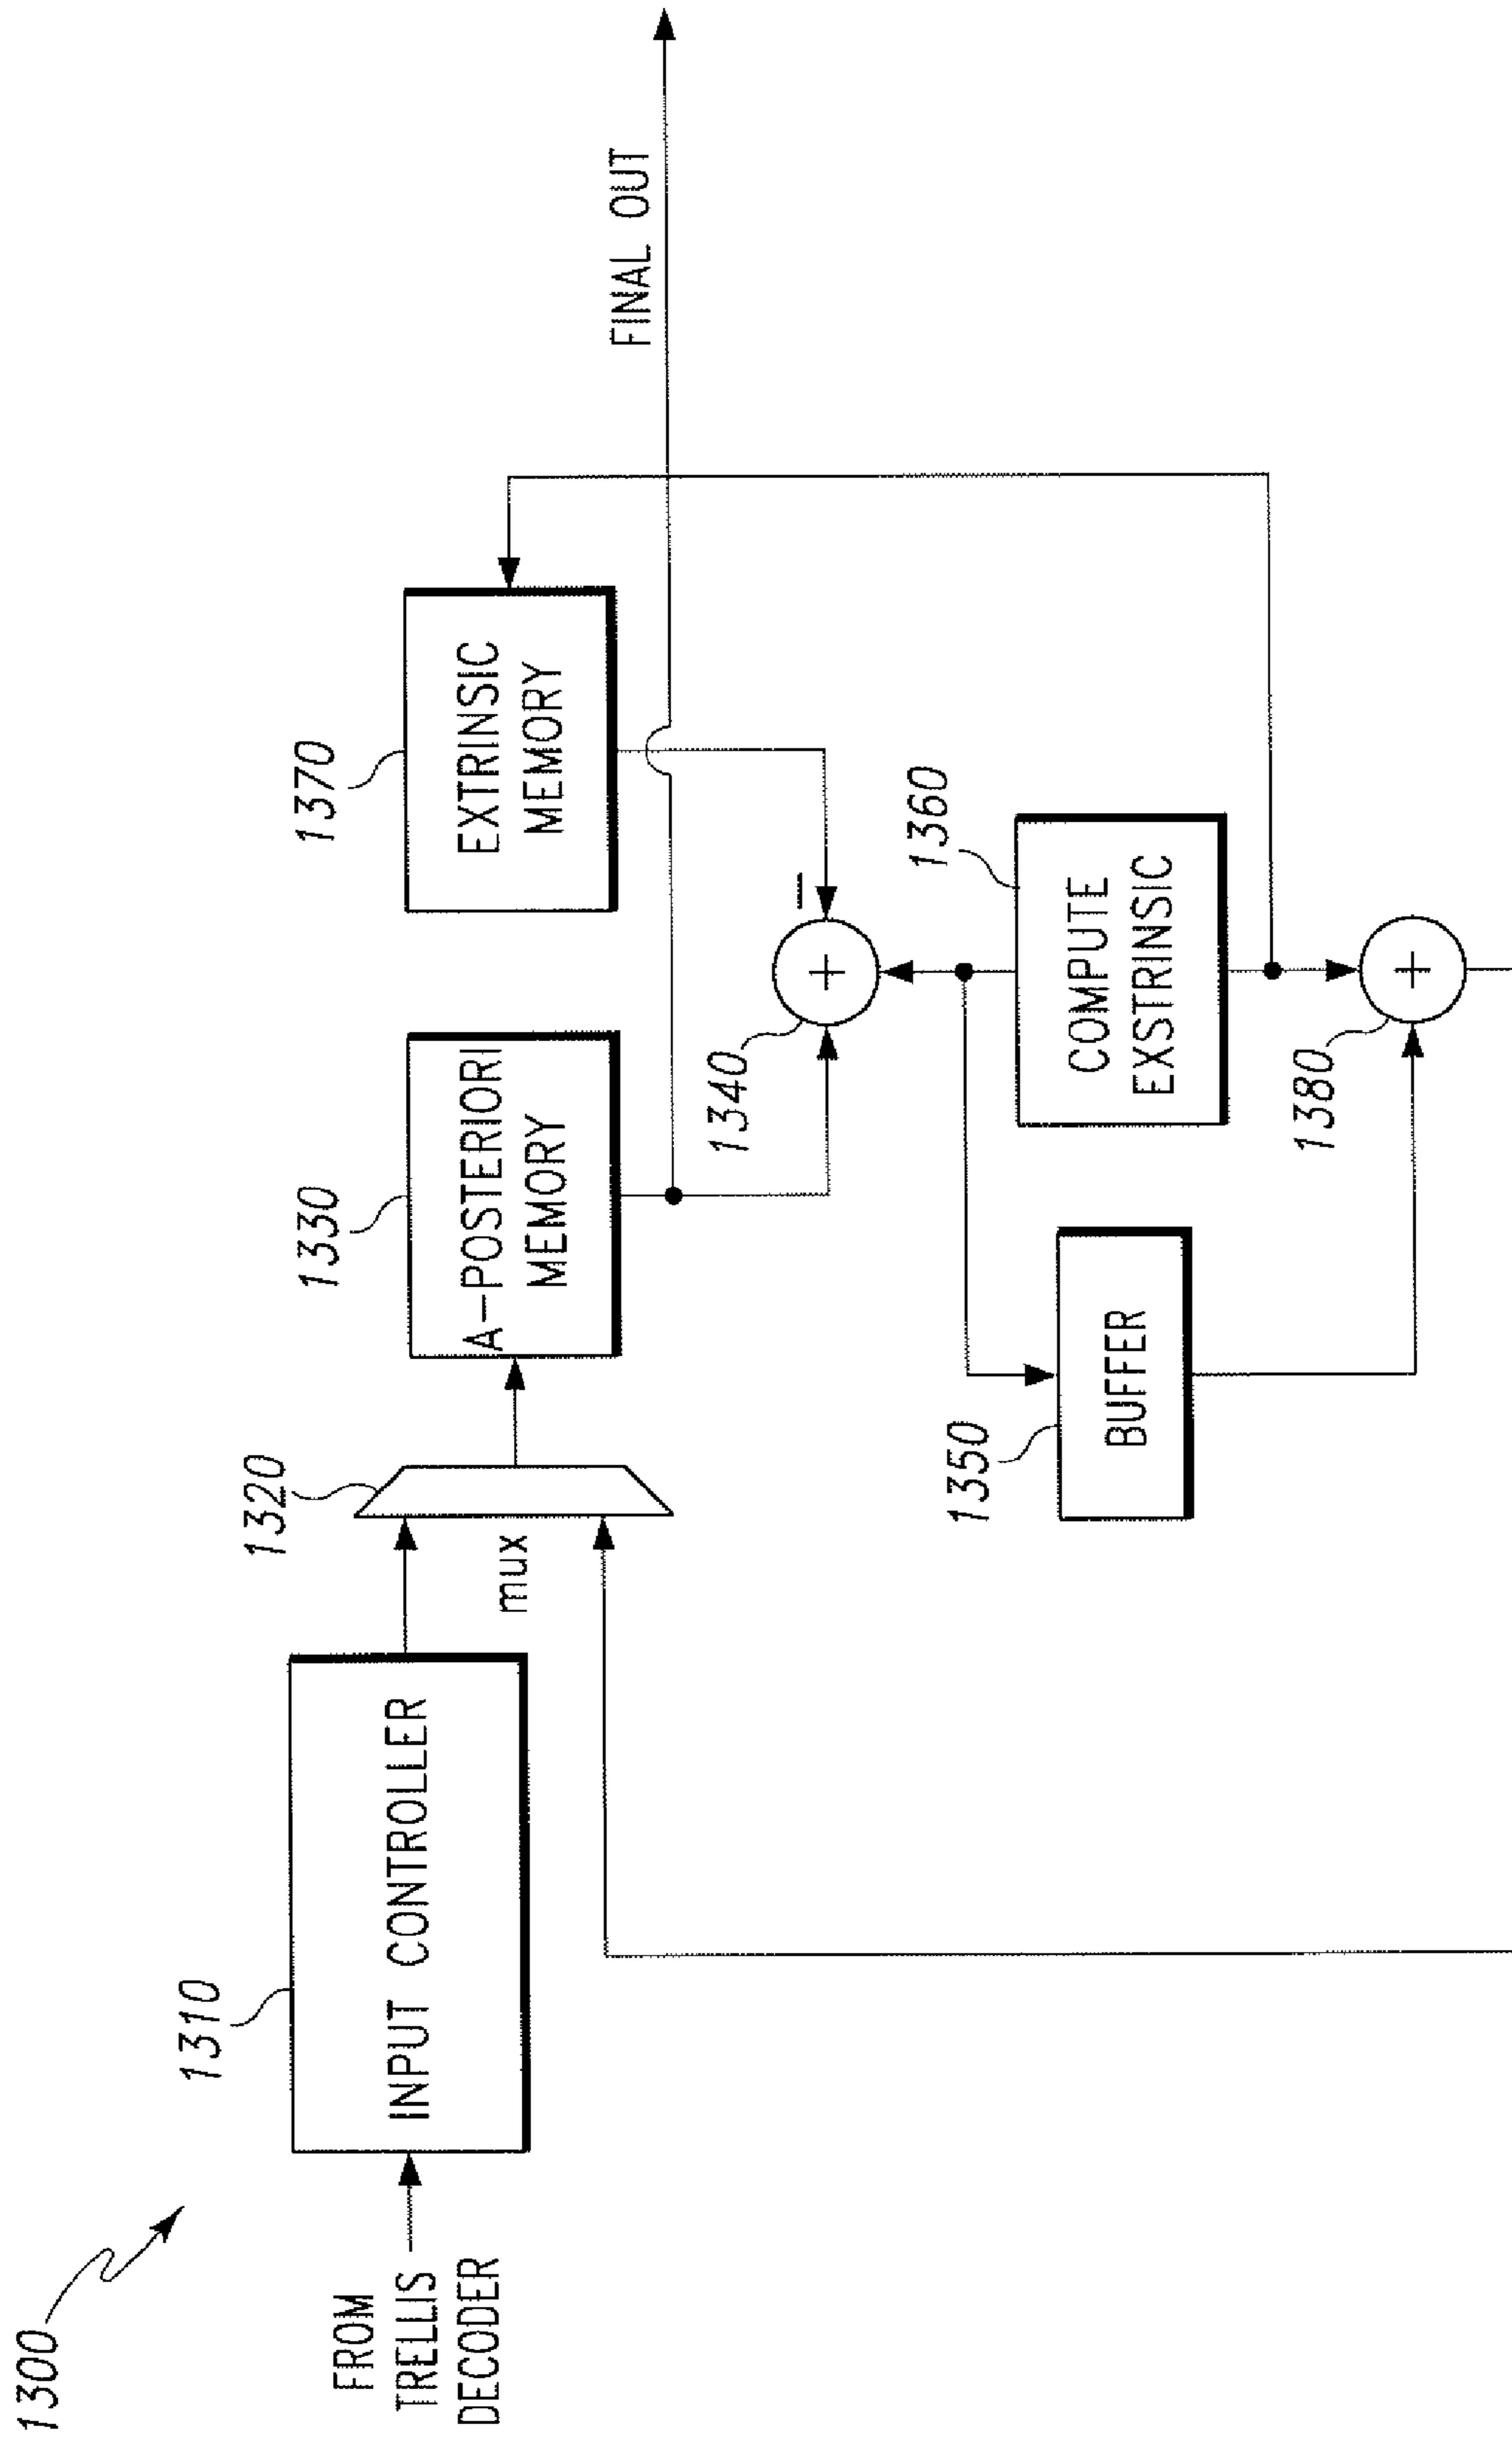 1300
FROM
TRELLIS
DECODER
1310
INPUT CONTROLLER
1320
mux
1330
A-POSTERIORI
MEMORY
1370
EXTRINSIC
MEMORY
FINAL OUT
1340
+
−
1350
BUFFER
1360
COMPUTE
EXSTRINSIC
1380
+